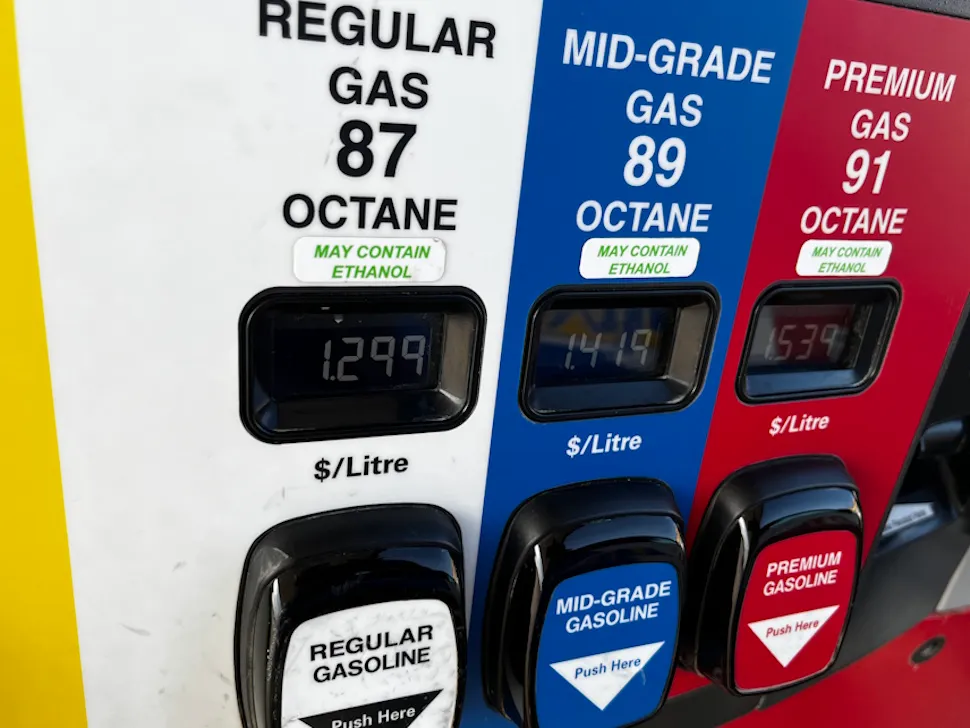 REGULAR
GAS
87
OCTANE
MAY CONTAIN
ETHANOL
1.299
$/Litre
REGULAR
GASOLINE
Push Here
MID-GRADE
GAS
89
OCTANE
MAY CONTAIN
ETHANOL
1.419
$/Litre
MID-GRADE
GASOLINE
Push Here
PREMIUM
GAS
91
OCTANE
MAY CONTAIN
ETHANOL
1.539
$/Litre
PREMIUM
GASOLINE
Push Here